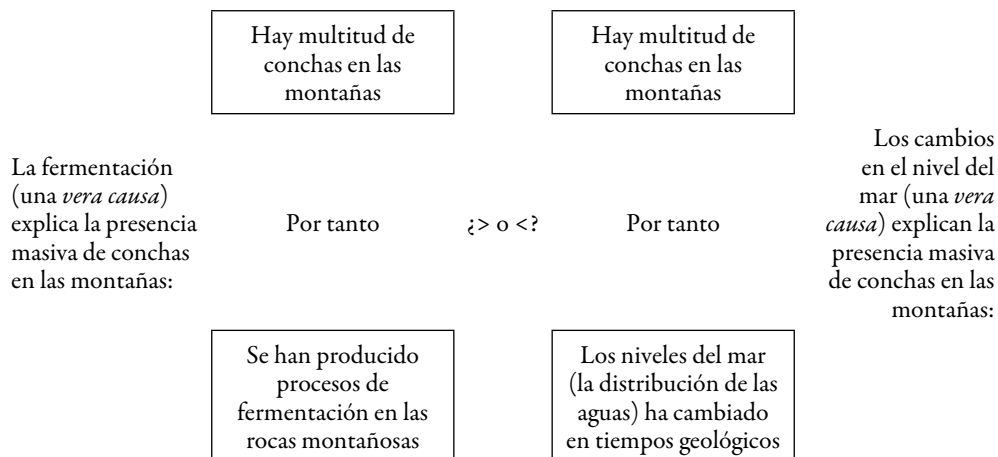 Hay multitud de
conchas en las
montañas
Hay multitud de
conchas en las
montañas
La fermentación
(una vera causa)
explica la presencia
masiva de conchas
en las montañas:
Por tanto
¿> o <?
Por tanto
Los cambios
en el nivel del
mar (una vera
causa) explican la
presencia masiva
de conchas en las
montañas:
Se han producido
procesos de
fermentación en las
rocas montañosas
Los niveles del mar
(la distribución de las
aguas) ha cambiado
en tiempos geológicos